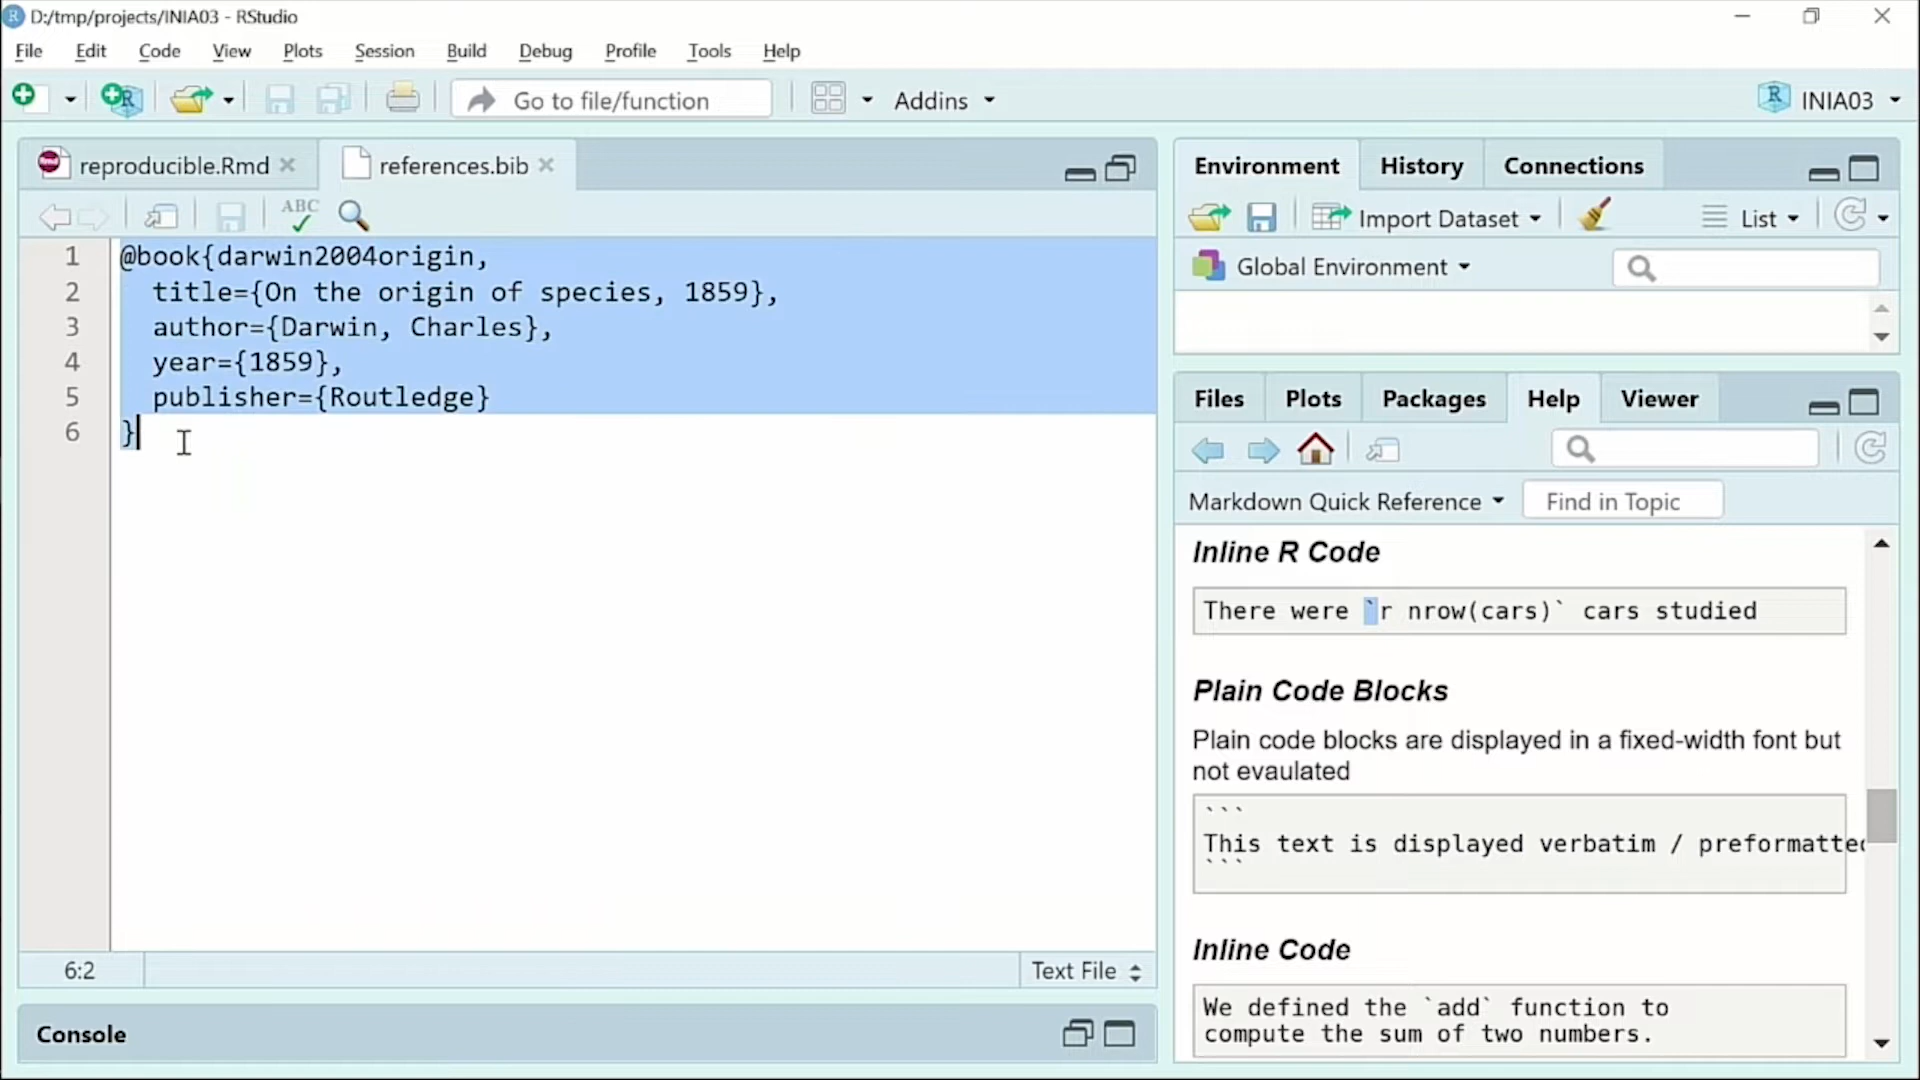 D:/tmp/projects/INIA03 - RStudio
File Edit Code View Plots Session Build Debug Profile Tools Help
Go to file/function
Addins
INIA03
reproducible.Rmd
references.bib
ABC
1 @book{darwin2004origin,
2 title={On the origin of species, 1859},
3 author={Darwin, Charles},
4 year={1859},
5 publisher={Routledge}
6 }
6:2
Text File
Console
Environment History Connections
Import Dataset
List
Global Environment
Files Plots Packages Help Viewer
Markdown Quick Reference
Find in Topic
Inline R Code
There were `r nrow(cars)` cars studied
Plain Code Blocks
Plain code blocks are displayed in a fixed-width font but
not evaulated
```
This text is displayed verbatim / preformatted
```
Inline Code
We defined the `add` function to
compute the sum of two numbers.